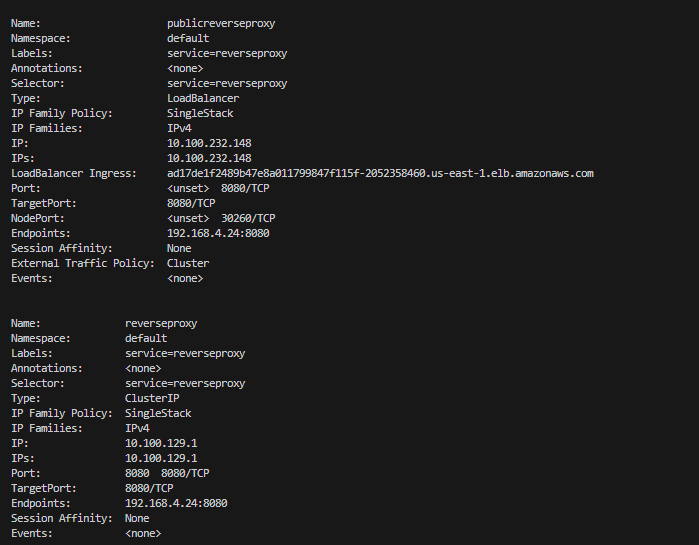 Name: publicreverseproxy
Namespace: default
Labels: service=reverseproxy
Annotations: <none>
Selector: service=reverseproxy
Type: LoadBalancer
IP Family Policy: SingleStack
IP Families: IPv4
IP: 10.100.232.148
IPs: 10.100.232.148
LoadBalancer Ingress: ad17de1f2489b47e8a011799847f115f-2052358460.us-east-1.elb.amazonaws.com
Port: <unset> 8080/TCP
TargetPort: 8080/TCP
NodePort: <unset> 30260/TCP
Endpoints: 192.168.4.24:8080
Session Affinity: None
External Traffic Policy: Cluster
Events: <none>
Name: reverseproxy
Namespace: default
Labels: service=reverseproxy
Annotations: <none>
Selector: service=reverseproxy
Type: ClusterIP
IP Family Policy: SingleStack
IP Families: IPv4
IP: 10.100.129.1
IPs: 10.100.129.1
Port: 8080 8080/TCP
TargetPort: 8080/TCP
Endpoints: 192.168.4.24:8080
Session Affinity: None
Events: <none>